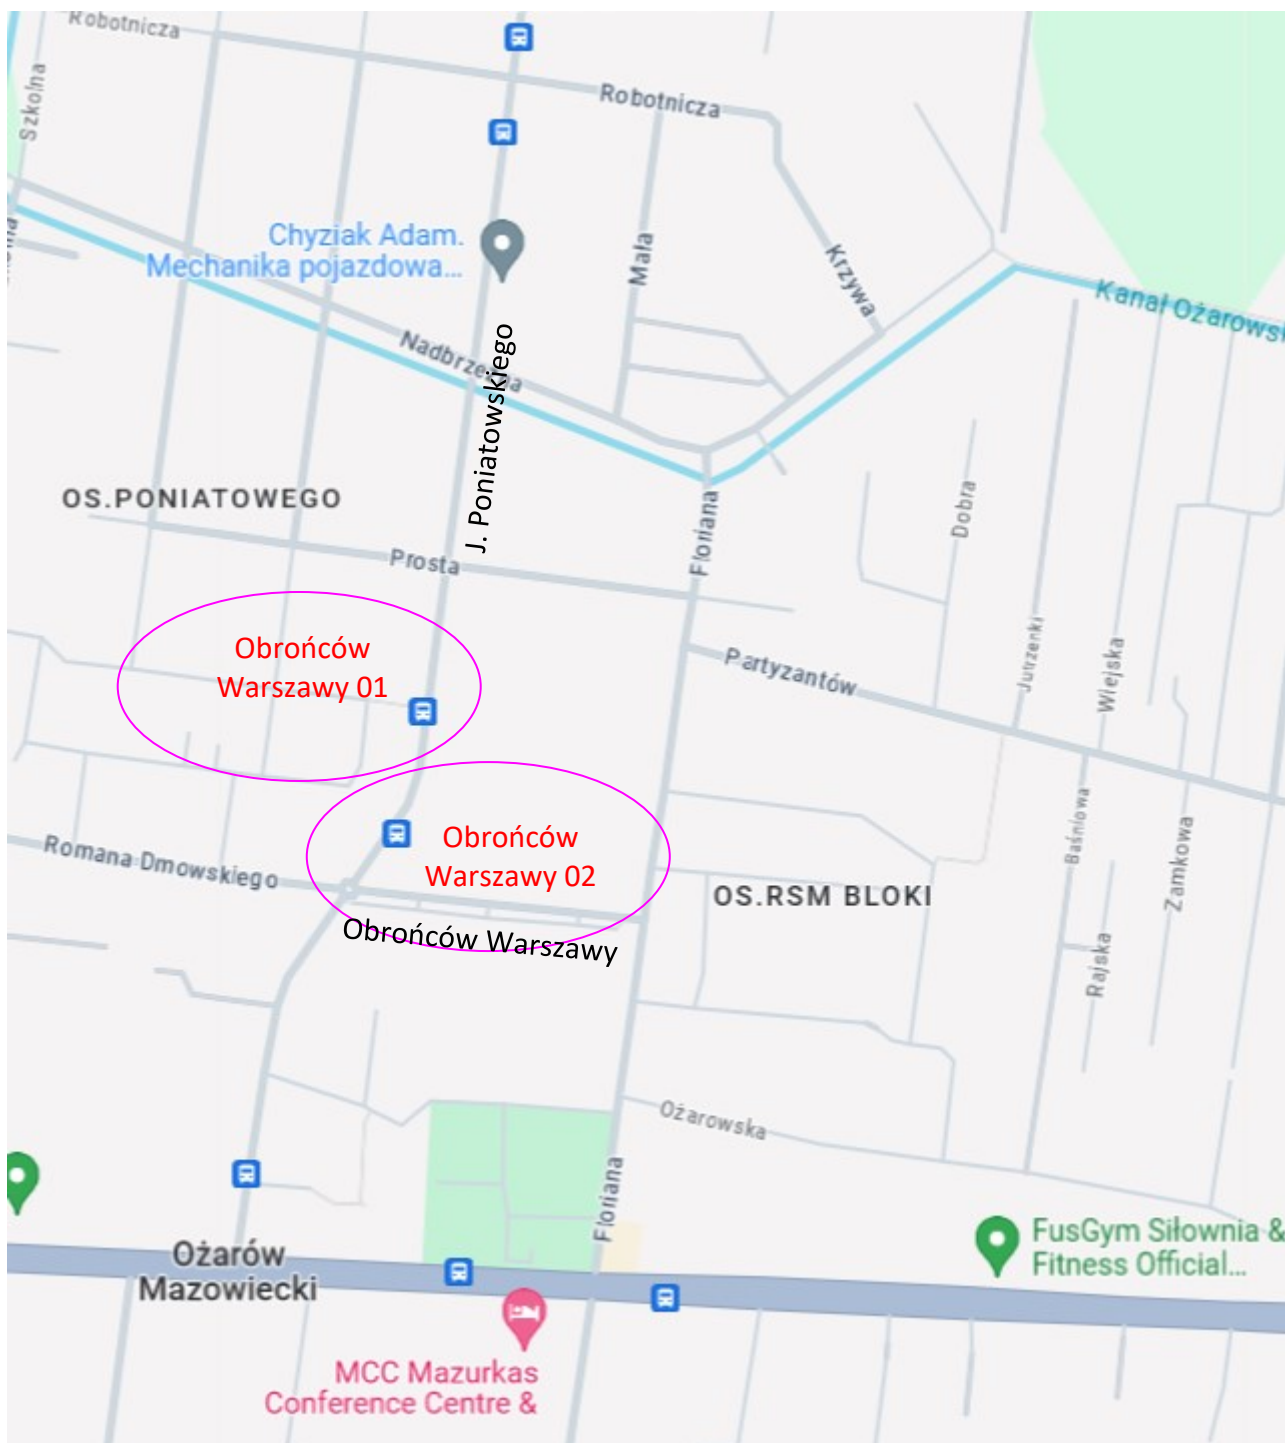 Robotnicza
Szkolna
Robotnicza
Chyziak Adam.
Mechanika pojazdowa...
Mała
Krzywa
Kanał Ożarowsk
Nadbrzeżna
J. Poniatowskiego
OS.PONIATOWEGO
Prosta
Floriana
Dobra
Jutrzenki
Wiejska
Partyzantów
Obrońców
Warszawy 01
Obrońców
Warszawy 02
Romana Dmowskiego
Obrońców Warszawy
OS.RSM BLOKI
Baśniowa
Zamkowa
Rajska
Ożarowska
Floriana
Ożarów
Mazowiecki
FusGym Siłownia &
Fitness Official...
MCC Mazurkas
Conference Centre &